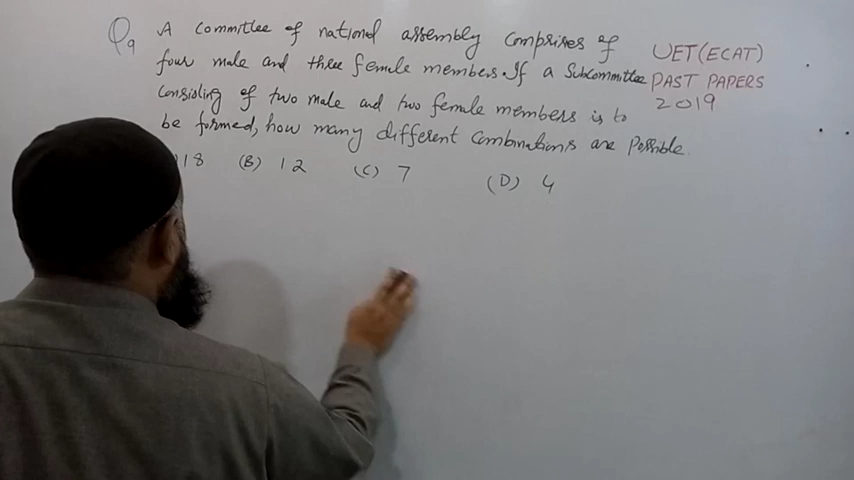 Q9 A Committee of national assembly Comprises of
four male and three female members. If a Subcommittee
Consisting of two male and two female members is to
be formed, how many different Combinations are Possible.
) 18 (B) 12 (C) 7 (D) 4
UET(ECAT)
PAST PAPERS
2019